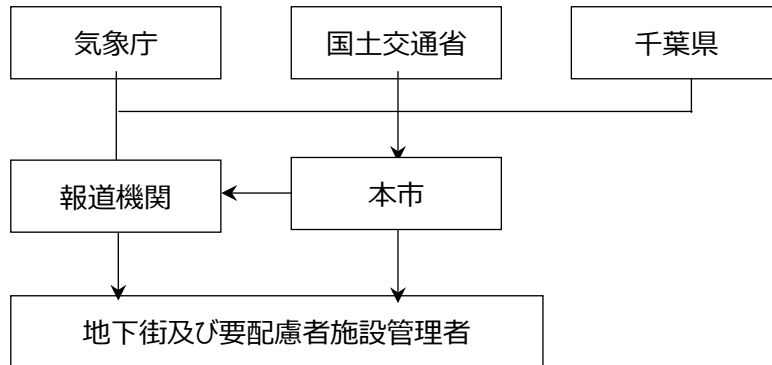 気象庁
国土交通省
千葉県
報道機関
本市
地下街及び要配慮者施設管理者